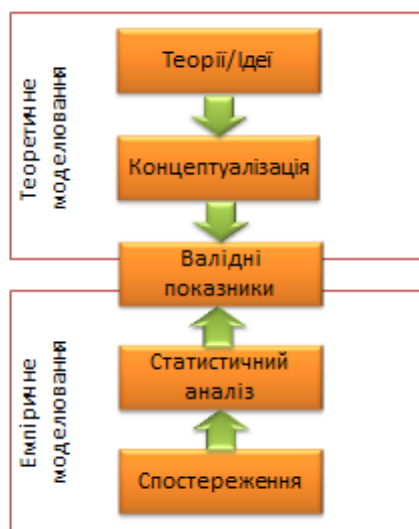 Теоретичне
моделювання
Теорії/Ідеї
Концептуалізація
Валідні
показники
Емпіричне
моделювання
Статистичний
аналіз
Спостереження